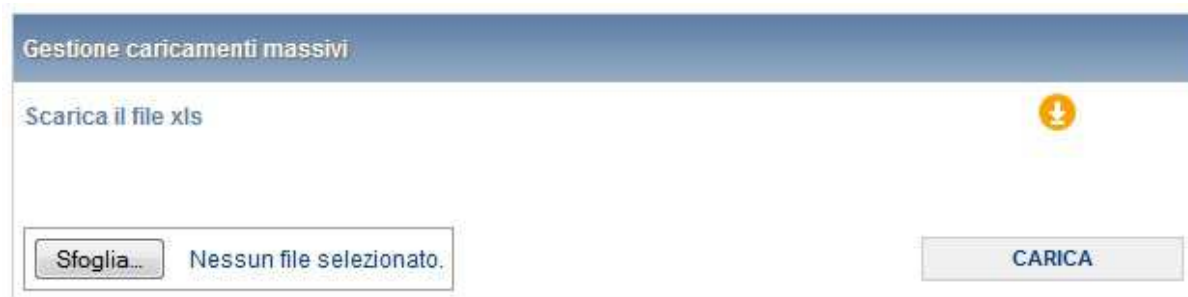 Gestione caricamenti massivi
Scarica il file xls
Sfoglia... Nessun file selezionato.
CARICA